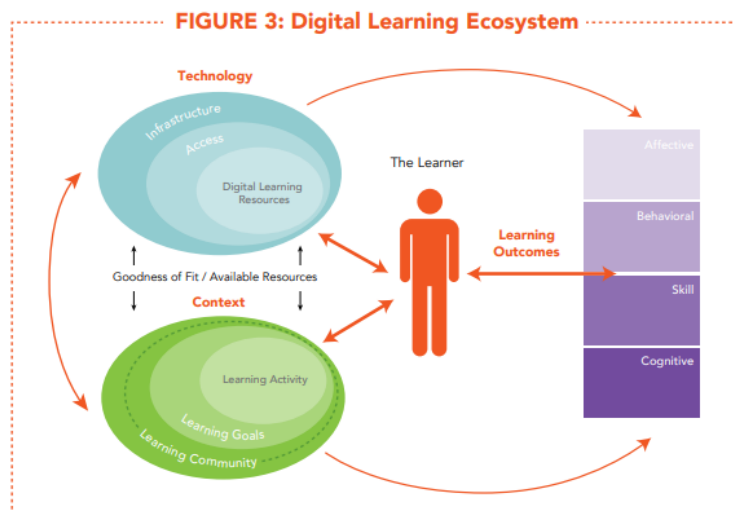 FIGURE 3: Digital Learning Ecosystem
Technology
Infrastructure
Access
Digital Learning
Resources
The Learner
Affective
Behavioral
Learning
Outcomes
Goodness of Fit / Available Resources
Skill
Context
Cognitive
Learning Activity
Learning Goals
Learning Community